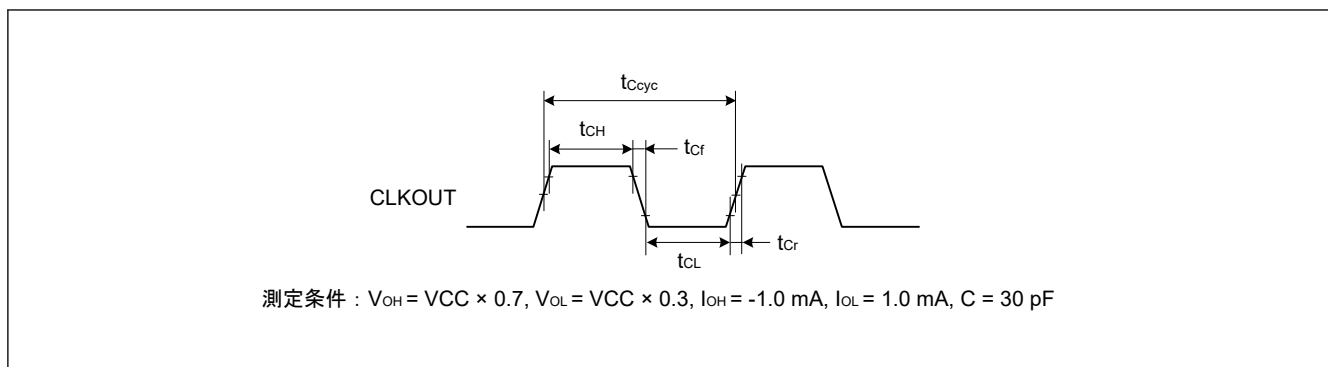 tCcyc
tCH
tCf
CLKOUT
tCr
tCL
測定条件：VOH = VCC × 0.7, VOL = VCC × 0.3, IOH = -1.0 mA, IOL = 1.0 mA, C = 30 pF